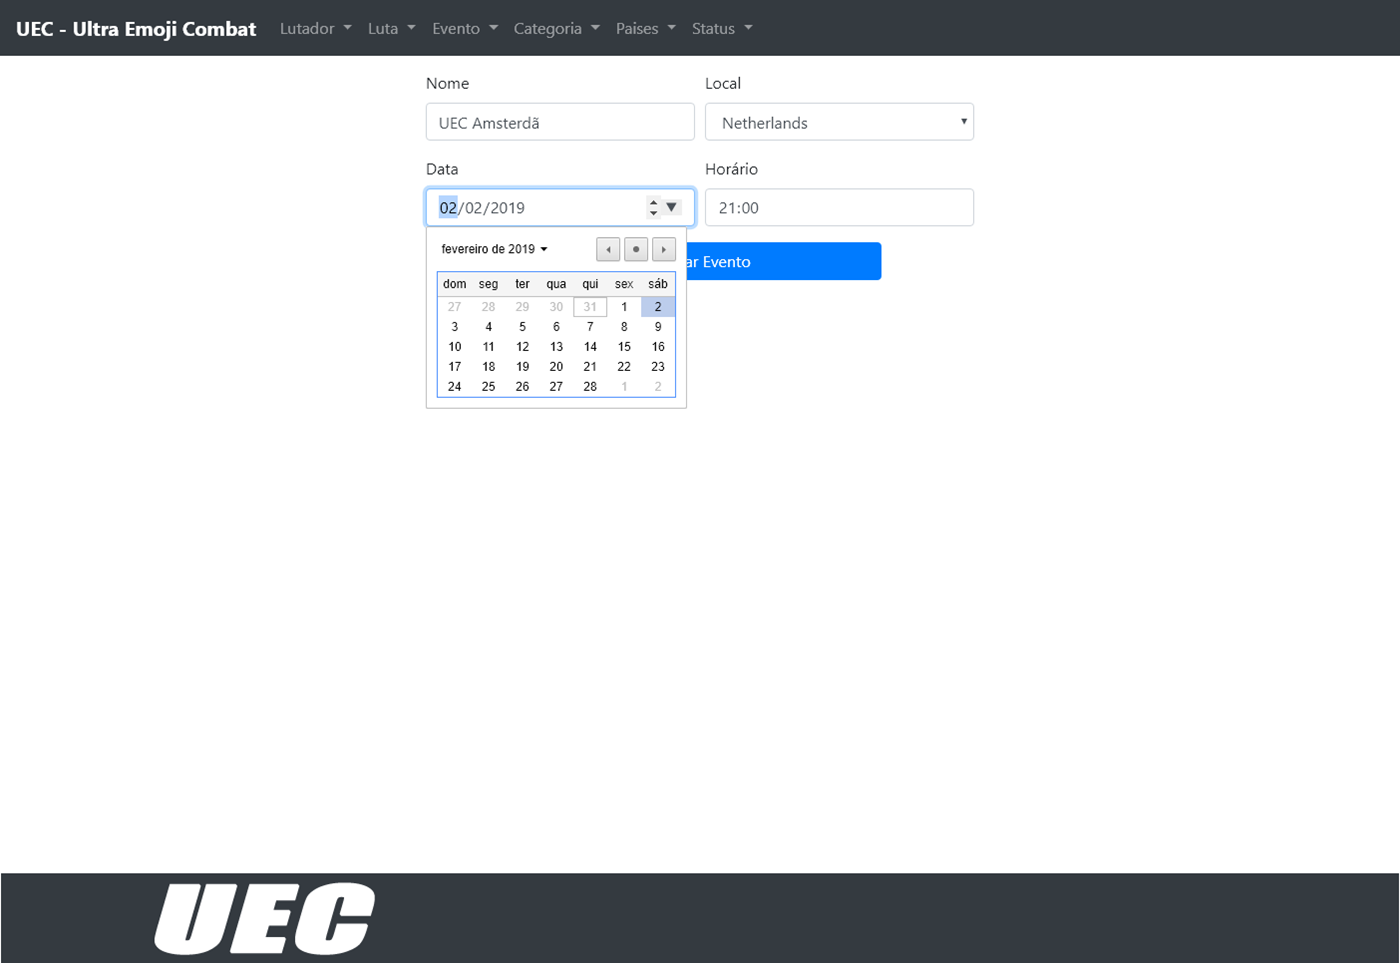 UEC - Ultra Emoji Combat Lutador Luta Evento Categoria Paises Status
Nome Local
UEC Amsterdã Netherlands
Data Horário
02/02/2019 21:00
fevereiro de 2019
ar Evento
dom seg ter qua qui sex sáb
27 28 29 30 31 1 2
3 4 5 6 7 8 9
10 11 12 13 14 15 16
17 18 19 20 21 22 23
24 25 26 27 28 1 2
UEC